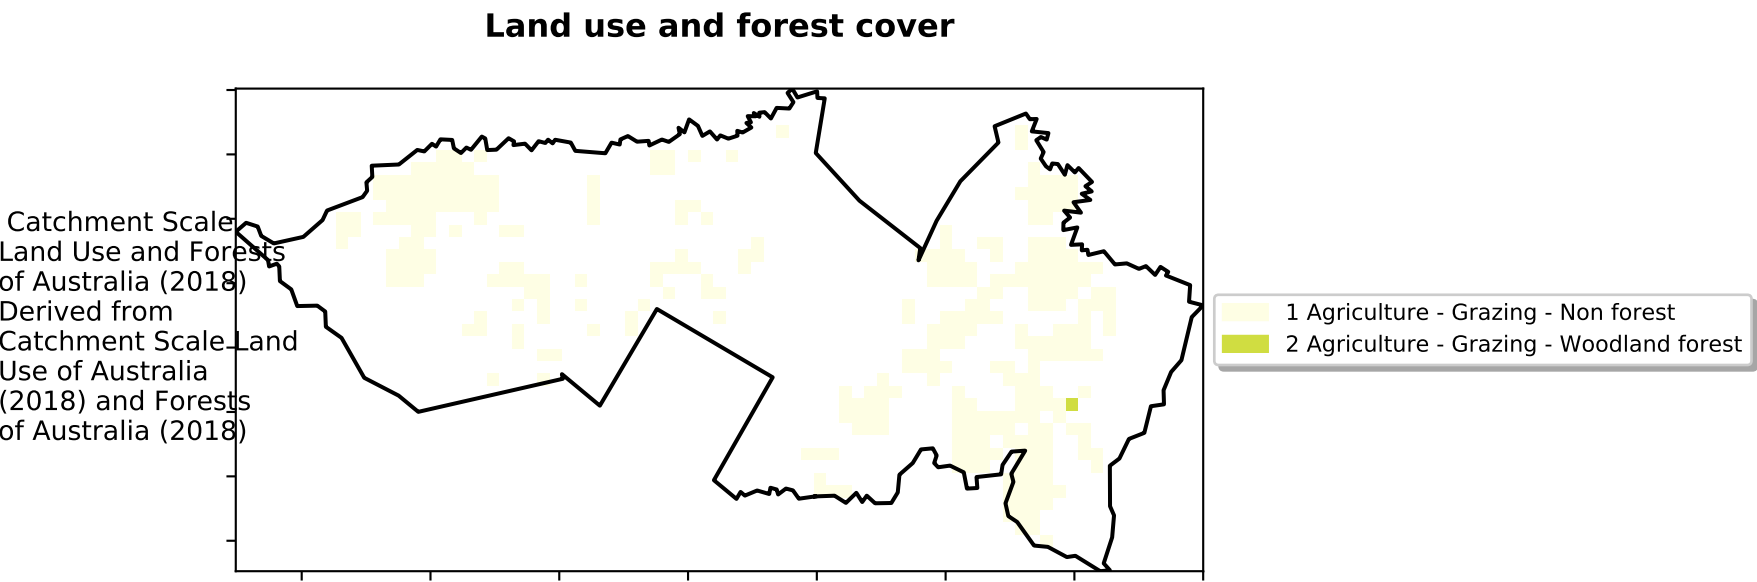 Land use and forest cover
Catchment Scale
Land Use and Forests
of Australia (2018)
Derived from
Catchment Scale Land
Use of Australia
(2018) and Forests
of Australia (2018)
1 Agriculture - Grazing - Non forest
2 Agriculture - Grazing - Woodland forest